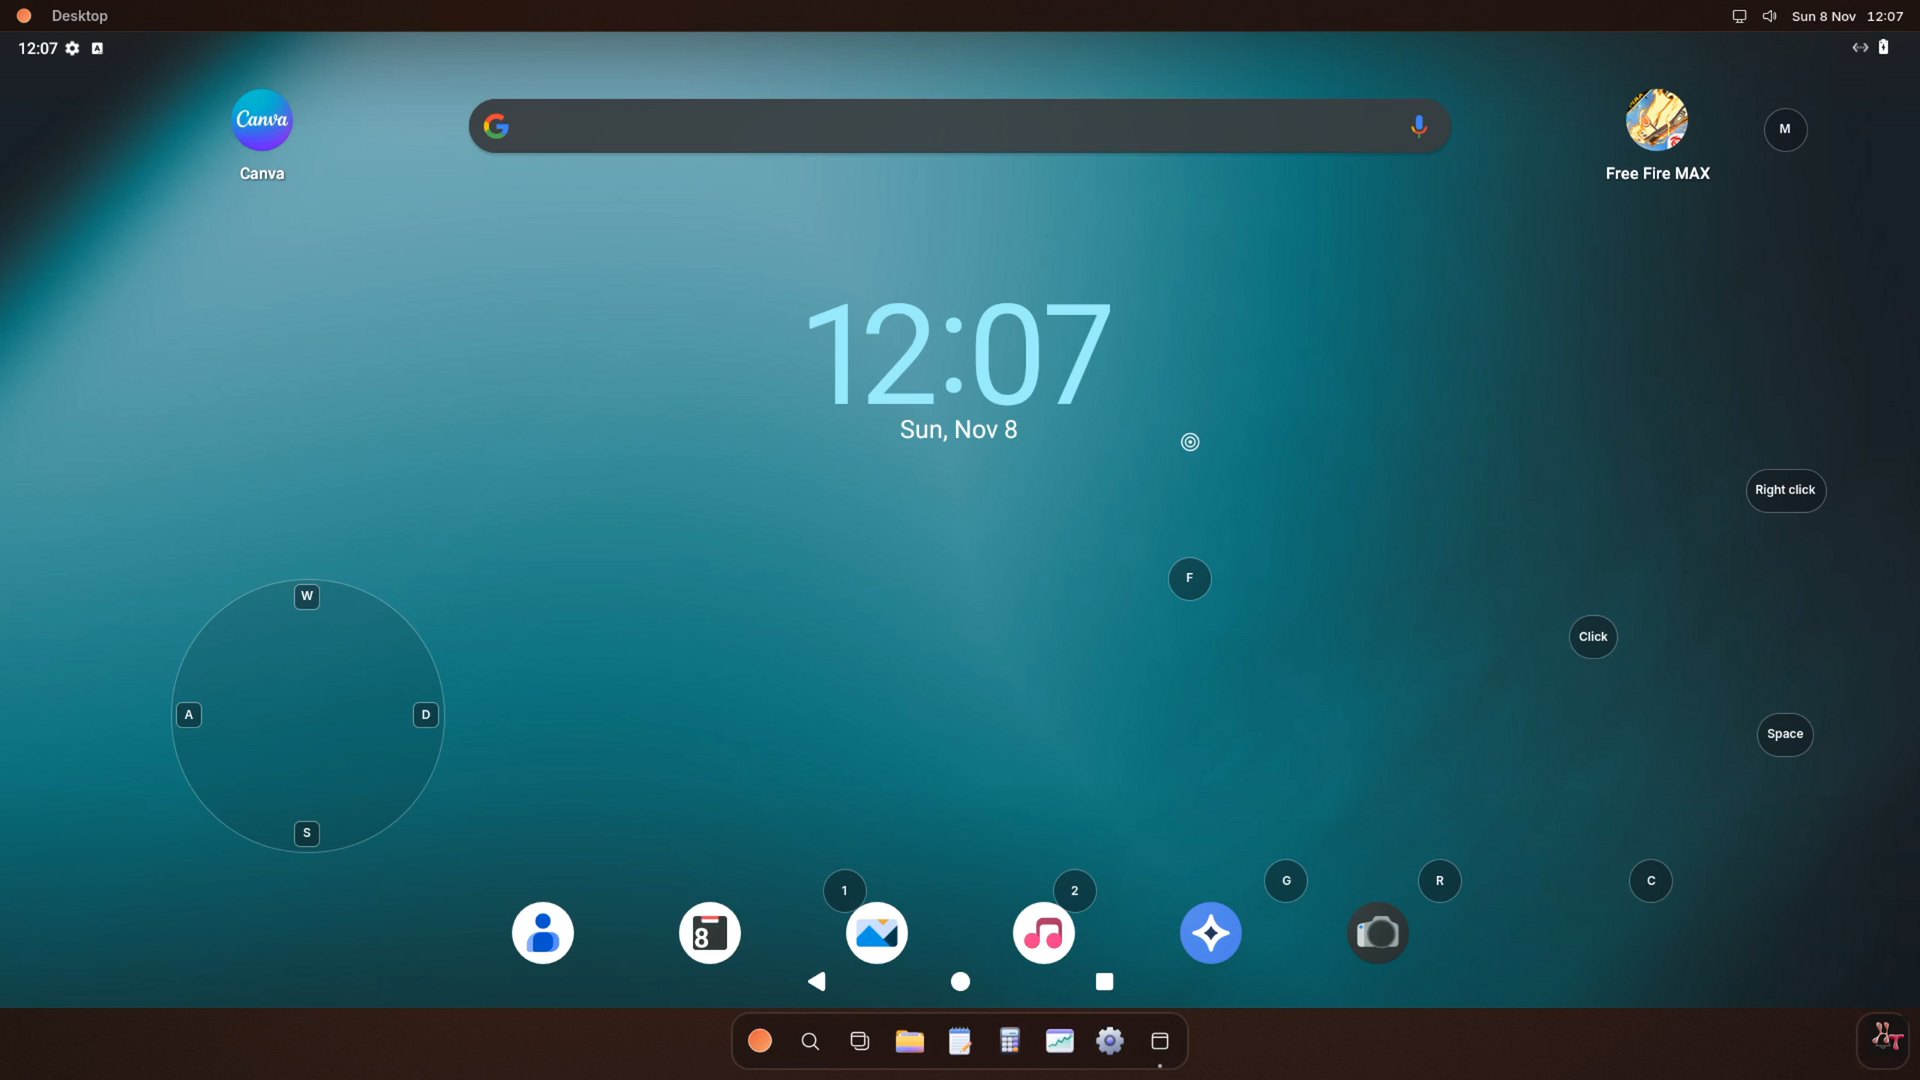 Desktop
Sun 8 Nov 12:07
12:07
Canva
Canva
Free Fire MAX
M
12:07
Sun, Nov 8
Right click
F
W
Click
A
D
Space
S
1
2
G
R
C
8